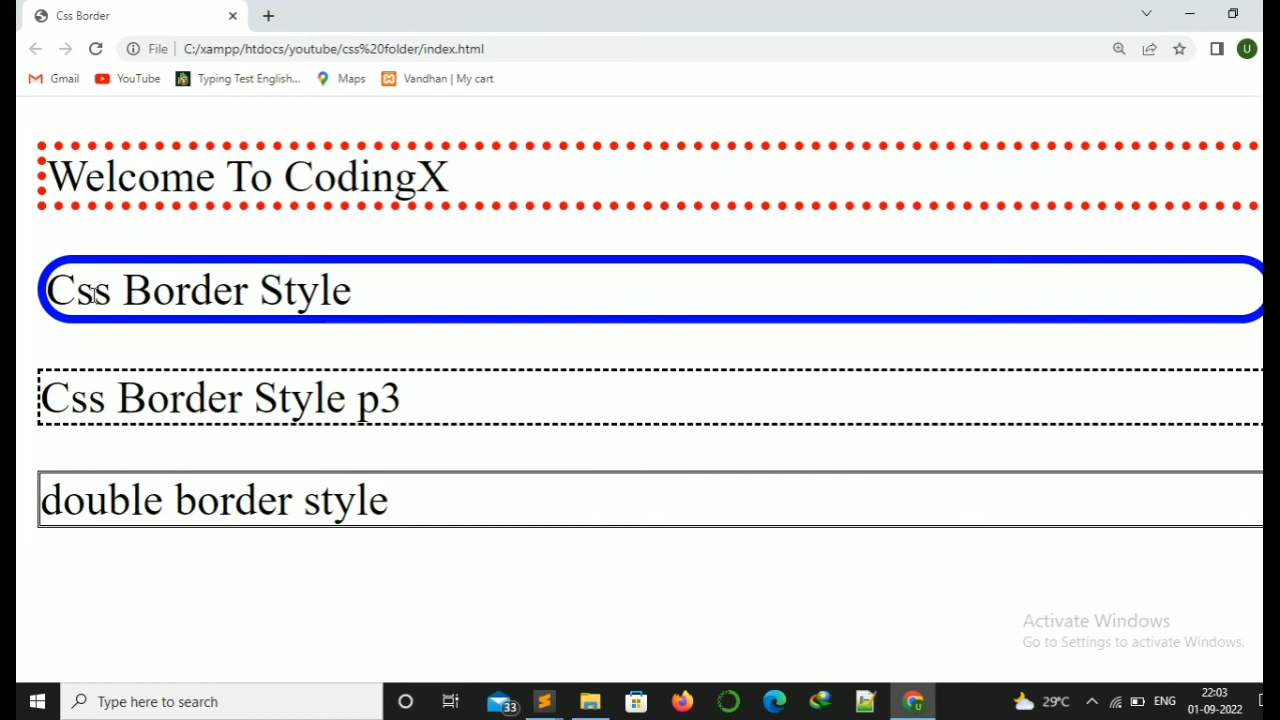 Css Border
File
C:/xampp/htdocs/youtube/css%20folder/index.html
U
Gmail
YouTube
Typing Test English...
Maps
Vandhan | My cart
Welcome To CodingX
Css Border Style
Css Border Style p3
double border style
Activate Windows
Go to Settings to activate Windows.
Type here to search
33
29°C
ENG
22:03
01-09-2022